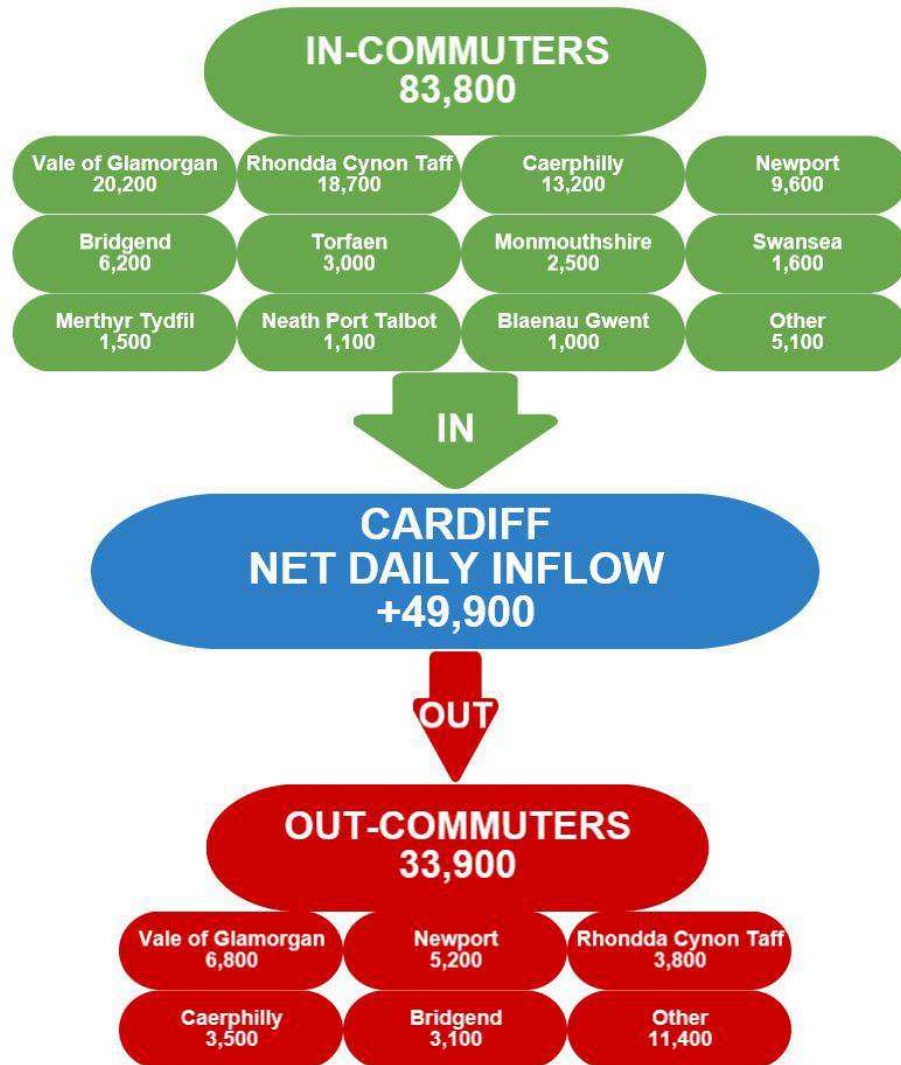 IN-COMMUTERS
83,800
Vale of Glamorgan
20,200
Rhondda Cynon Taff
18,700
Caerphilly
13,200
Newport
9,600
Bridgend
6,200
Torfaen
3,000
Monmouthshire
2,500
Swansea
1,600
Merthyr Tydfil
1,500
Neath Port Talbot
1,100
Blaenau Gwent
1,000
Other
5,100
IN
CARDIFF
NET DAILY INFLOW
+49,900
OUT
OUT-COMMUTERS
33,900
Vale of Glamorgan
6,800
Newport
5,200
Rhondda Cynon Taff
3,800
Caerphilly
3,500
Bridgend
3,100
Other
11,400